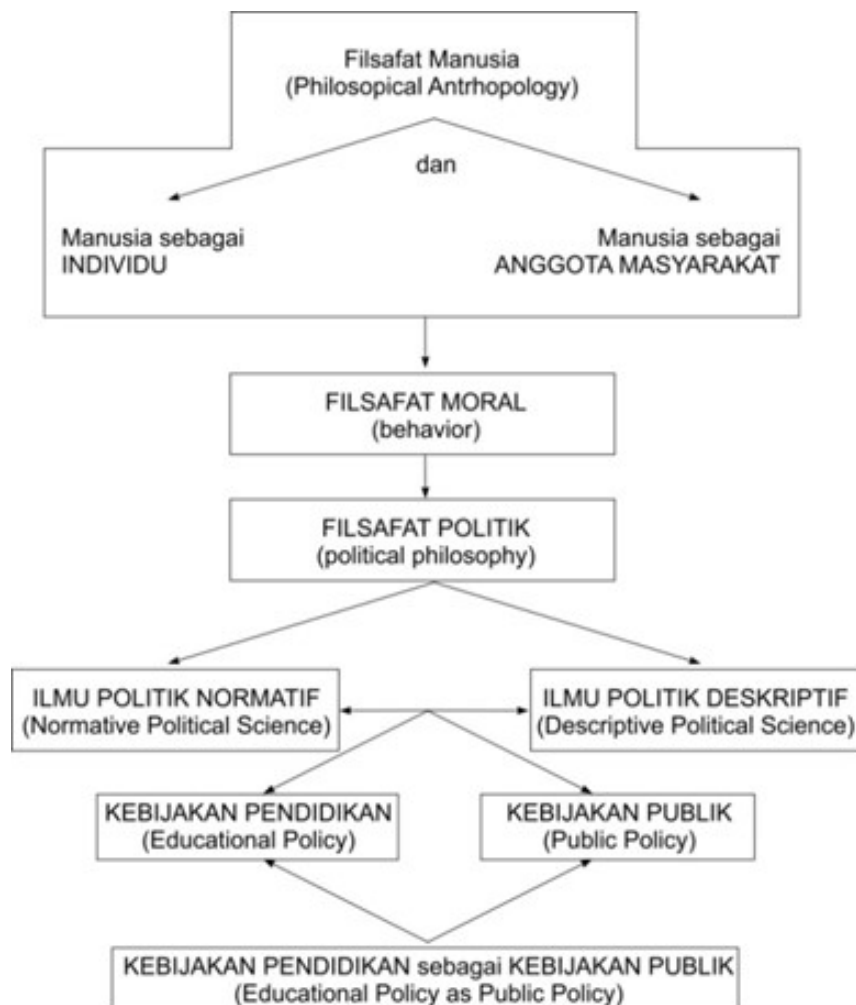 Filsafat Manusia
(Philosopical Antrhopology)
dan
Manusia sebagai
INDIVIDU
Manusia sebagai
ANGGOTA MASYARAKAT
FILSAFAT MORAL
(behavior)
FILSAFAT POLITIK
(political philosophy)
ILMU POLITIK NORMATIF
(Normative Political Science)
ILMU POLITIK DESKRIPTIF
(Descriptive Political Science)
KEBIJAKAN PENDIDIKAN
(Educational Policy)
KEBIJAKAN PUBLIK
(Public Policy)
KEBIJAKAN PENDIDIKAN sebagai KEBIJAKAN PUBLIK
(Educational Policy as Public Policy)